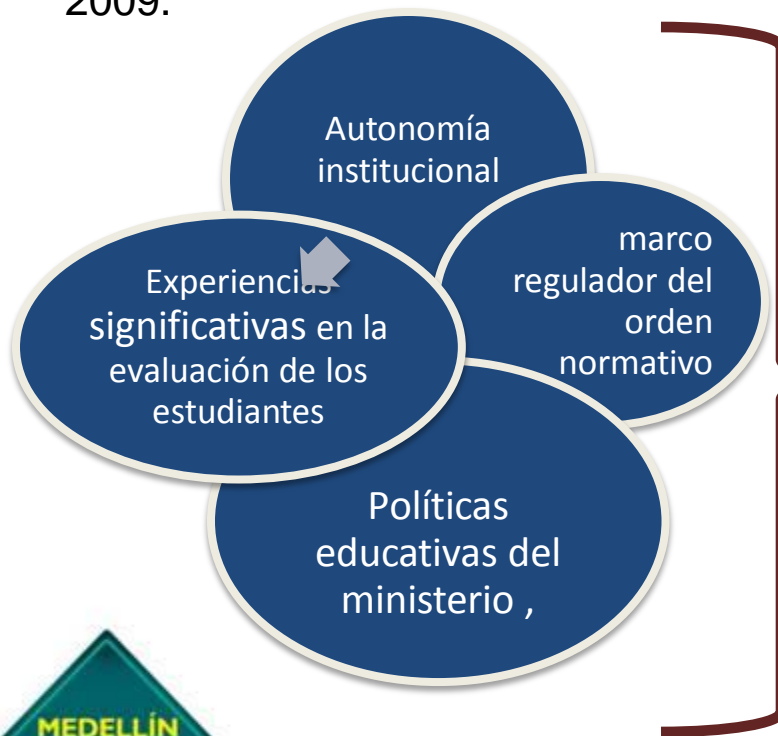 2009.
Autonomía
institucional
marco
regulador del
orden
normativo
Experiencias
significativas en la
evaluación de los
estudiantes
Políticas
educativas del
ministerio ,
MEDELLÍN